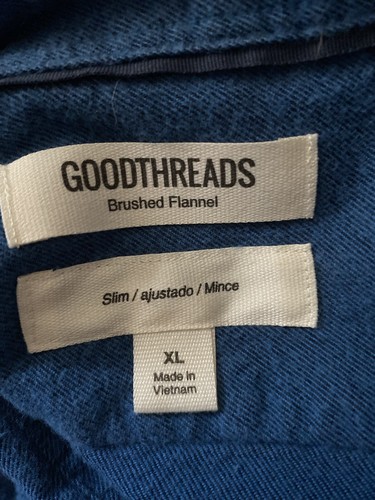 GOODTHREADS
Brushed Flannel
Slim / ajustado / Mince
XL
Made in
Vietnam